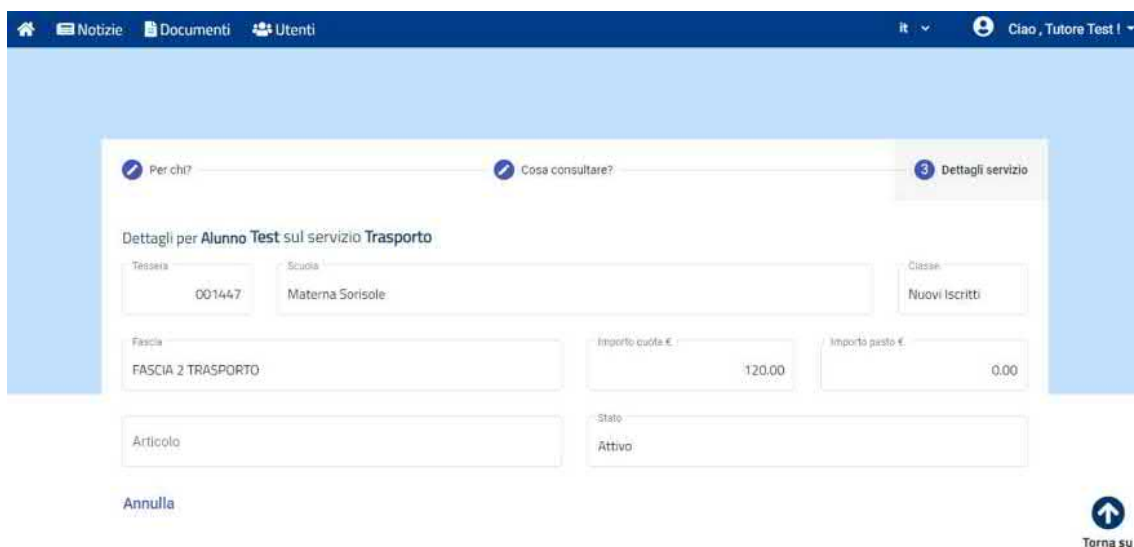 Notizie Documenti Utenti it Ciao , Tutore Test !
Per chi? Cosa consultare? 3 Dettagli servizio
Dettagli per Alunno Test sul servizio Trasporto
Tessera Scuola Classe
001447 Materna Sorisole Nuovi Iscritti
Fascia Importo quota € Importo pasto €
FASCIA 2 TRASPORTO 120.00 0.00
Stato
Articolo Attivo
Annulla
Torna su